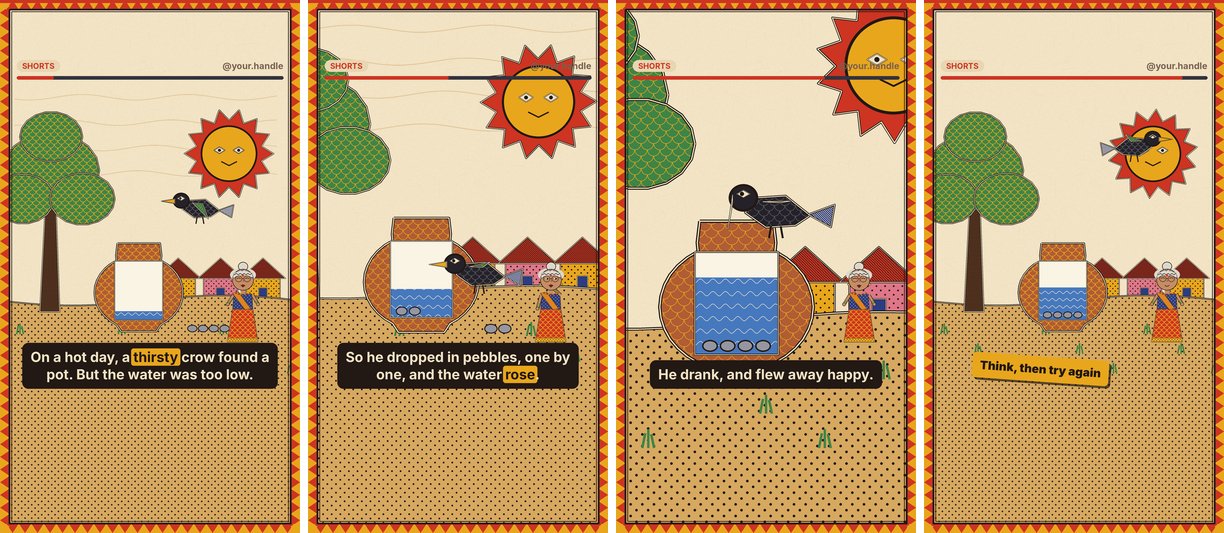 SHORTS
@your.handle
On a hot day, a thirsty crow found a
pot. But the water was too low.
SHORTS
@your.handle
So he dropped in pebbles, one by
one, and the water rose.
SHORTS
@your.handle
He drank, and flew away happy.
SHORTS
@your.handle
Think, then try again